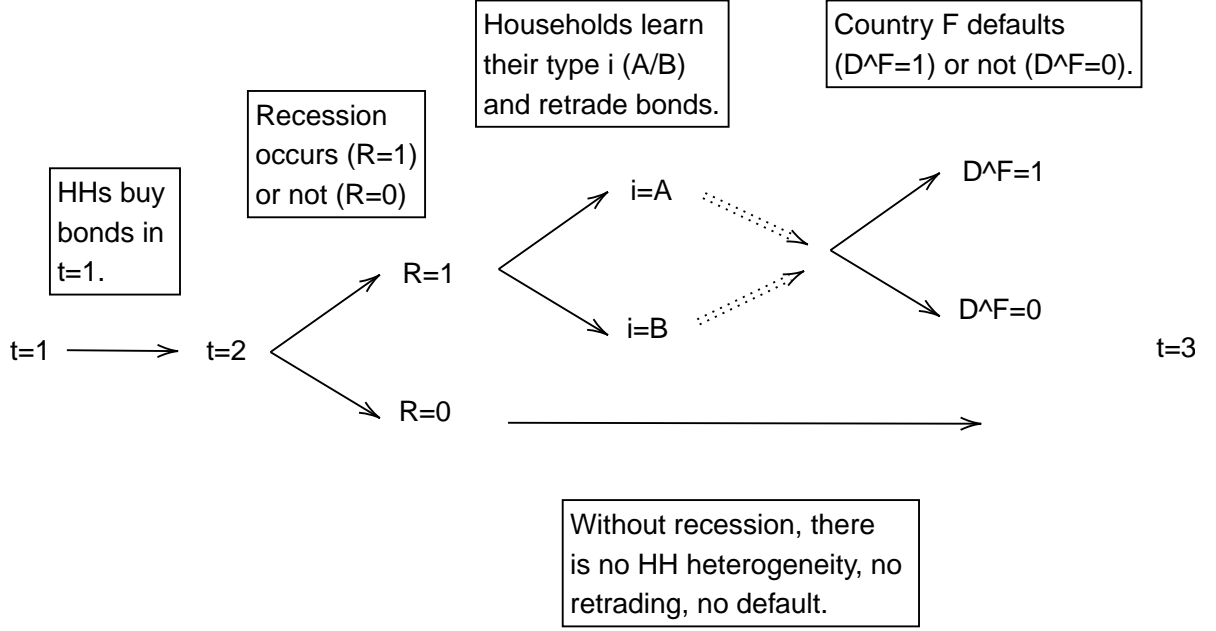 Households learn
their type i (A/B)
and retrade bonds.
Country F defaults
(D^F=1) or not (D^F=0).
Recession
occurs (R=1)
or not (R=0)
HHs buy
bonds in
t=1.
i=A
D^F=1
R=1
i=B
D^F=0
t=1
t=2
t=3
R=0
Without recession, there
is no HH heterogeneity, no
retrading, no default.